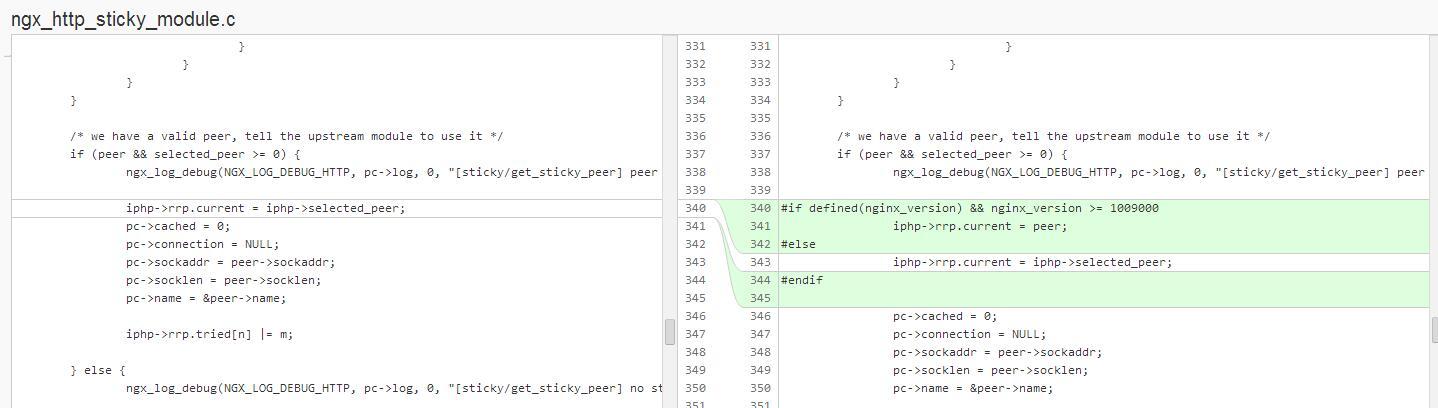 ngx_http_sticky_module.c
}
}
}
}
/* we have a valid peer, tell the upstream module to use it */
if (peer && selected_peer >= 0) {
ngx_log_debug(NGX_LOG_DEBUG_HTTP, pc->log, 0, "[sticky/get_sticky_peer] peer
iphp->rrp.current = iphp->selected_peer;
pc->cached = 0;
pc->connection = NULL;
pc->sockaddr = peer->sockaddr;
pc->socklen = peer->socklen;
pc->name = &peer->name;
iphp->rrp.tried[n] |= m;
} else {
ngx_log_debug(NGX_LOG_DEBUG_HTTP, pc->log, 0, "[sticky/get_sticky_peer] no st
331 331 }
332 332 }
333 333 }
334 334 }
335 335
336 336 /* we have a valid peer, tell the upstream module to use it */
337 337 if (peer && selected_peer >= 0) {
338 338 ngx_log_debug(NGX_LOG_DEBUG_HTTP, pc->log, 0, "[sticky/get_sticky_peer] peer
339 339
340 340 #if defined(nginx_version) && nginx_version >= 1009000
341 341 iphp->rrp.current = peer;
342 342 #else
343 343 iphp->rrp.current = iphp->selected_peer;
344 344 #endif
345 345
346 346 pc->cached = 0;
347 347 pc->connection = NULL;
348 348 pc->sockaddr = peer->sockaddr;
349 349 pc->socklen = peer->socklen;
350 350 pc->name = &peer->name;
351 351